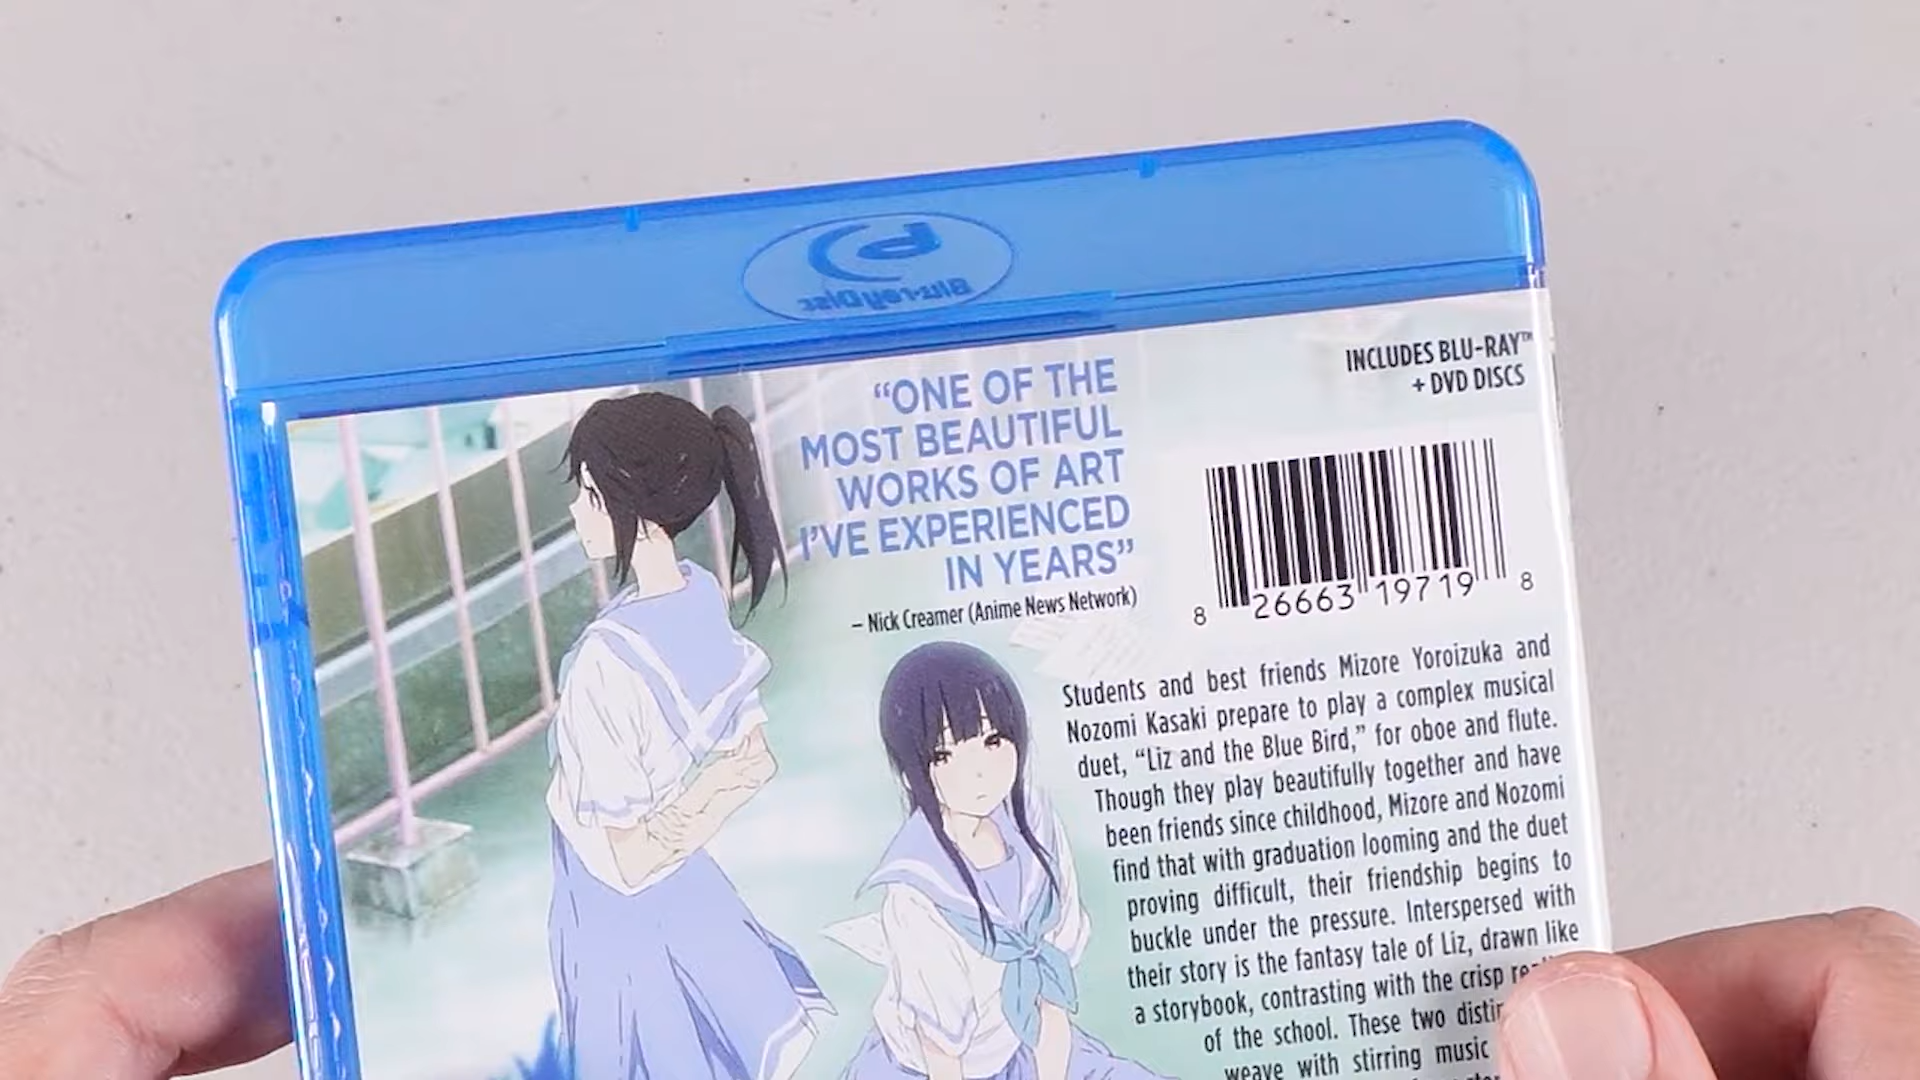 Blu-ray Disc
“ONE OF THE
MOST BEAUTIFUL
WORKS OF ART
I’VE EXPERIENCED
IN YEARS”
– Nick Creamer (Anime News Network)
INCLUDES BLU-RAY™
+ DVD DISCS
8 26663 19719 8
Students and best friends Mizore Yoroizuka and
Nozomi Kasaki prepare to play a complex musical
duet, “Liz and the Blue Bird,” for oboe and flute.
Though they play beautifully together and have
been friends since childhood, Mizore and Nozomi
find that with graduation looming and the duet
proving difficult, their friendship begins to
buckle under the pressure. Interspersed with
their story is the fantasy tale of Liz, drawn like
a storybook, contrasting with the crisp
of the school. These two
weave with stirring music